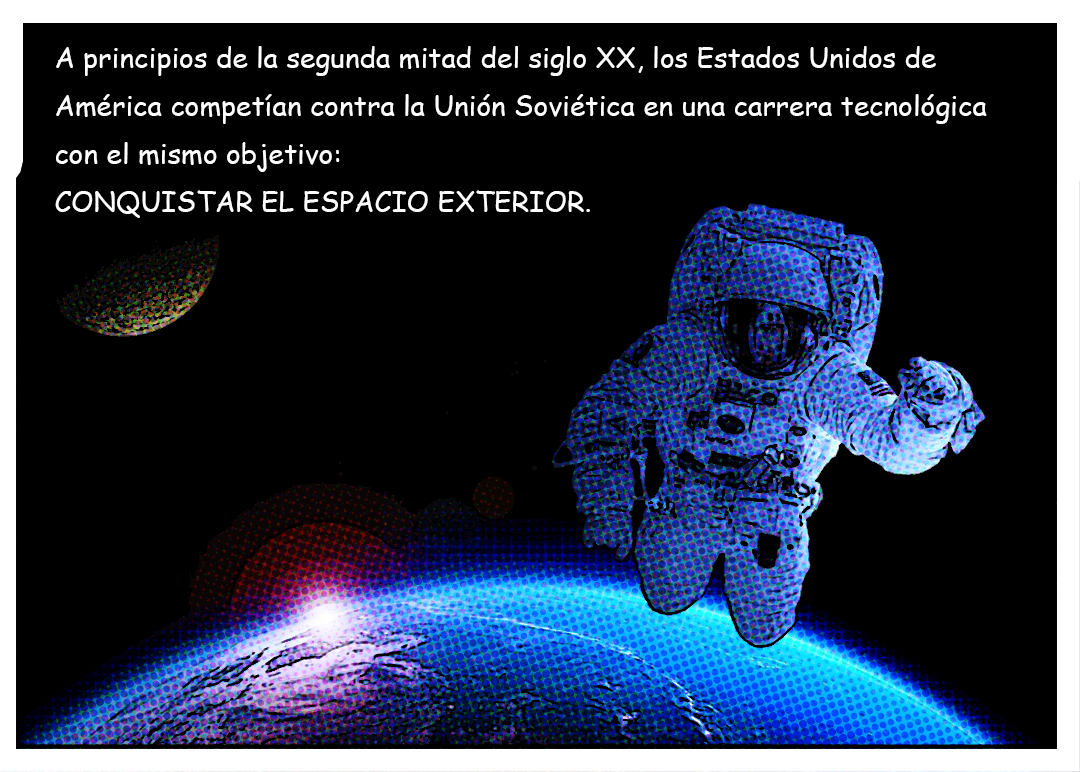 A principios de la segunda mitad del siglo XX, los Estados Unidos de
América competían contra la Unión Soviética en una carrera tecnológica
con el mismo objetivo:
CONQUISTAR EL ESPACIO EXTERIOR.